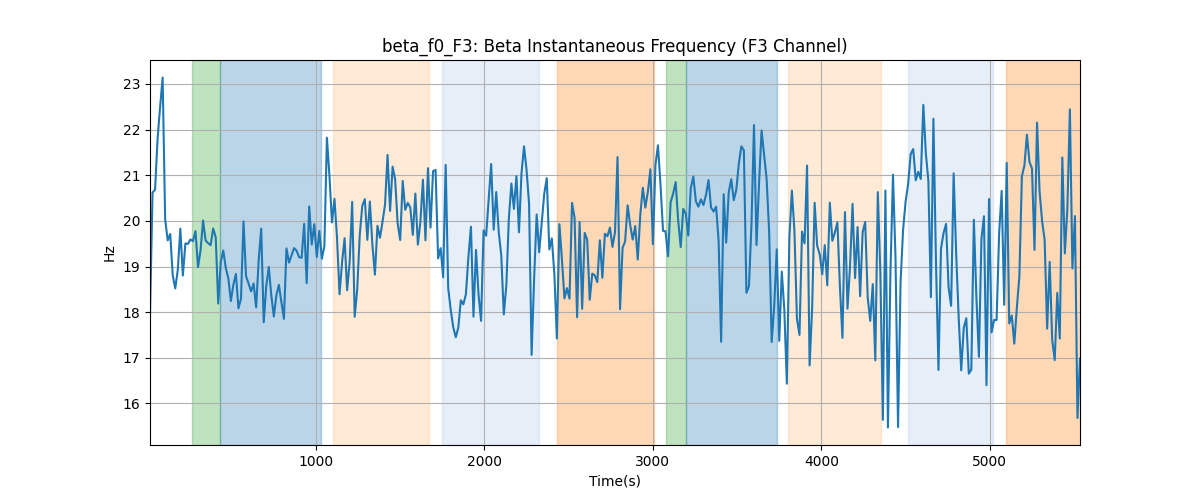 beta_f0_F3: Beta Instantaneous Frequency (F3 Channel)
23
22
21
20
19
18
17
16
Hz
1000 2000 3000 4000 5000
Time(s)